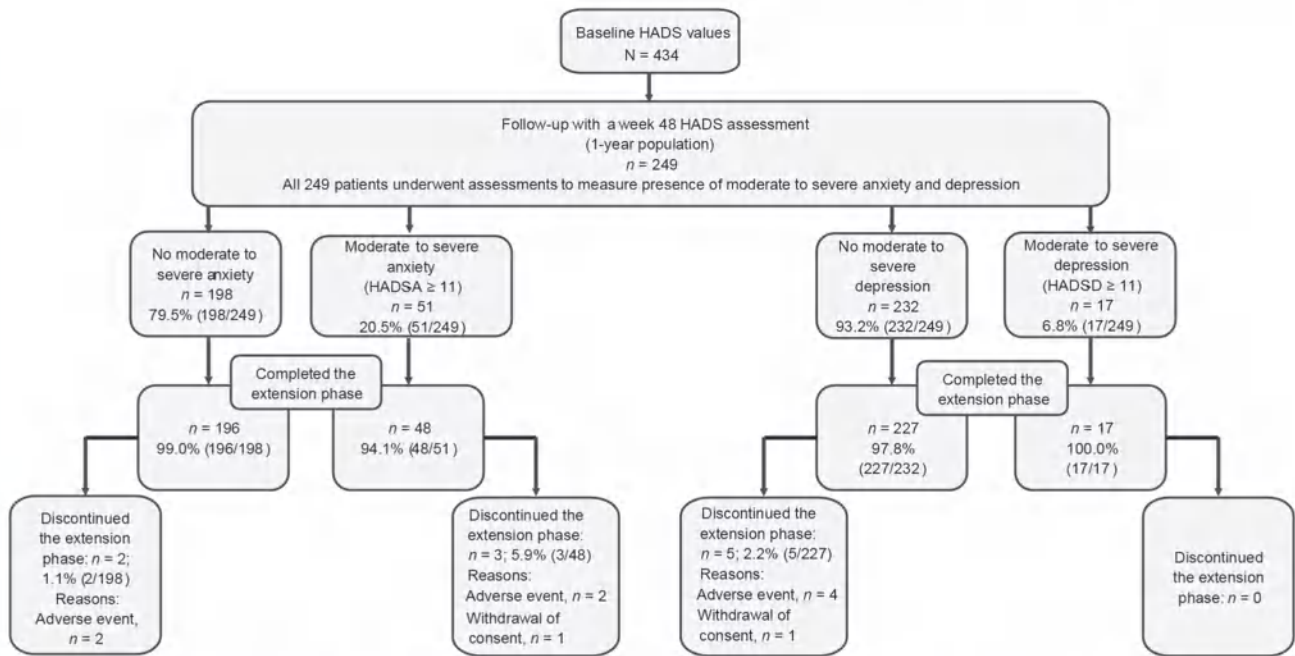 Baseline HADS values
N = 434
Follow-up with a week 48 HADS assessment
(1-year population)
n = 249
All 249 patients underwent assessments to measure presence of moderate to severe anxiety and depression
No moderate to
severe anxiety
n = 198
79.5% (198/249)
Moderate to severe
anxiety
(HADSA ≥ 11)
n = 51
20.5% (51/249)
No moderate to
severe
depression
n = 232
93.2% (232/249)
Moderate to severe
depression
(HADSD ≥ 11)
n = 17
6.8% (17/249)
Completed the
extension phase
n = 196
99.0% (196/198)
n = 48
94.1% (48/51)
Completed the
extension phase
n = 227
97.8%
(227/232)
n = 17
100.0%
(17/17)
Discontinued
the extension
phase: n = 2;
1.1% (2/198)
Reasons:
Adverse event,
n = 2
Discontinued the
extension phase:
n = 3; 5.9% (3/48)
Reasons:
Adverse event, n = 2
Withdrawal of
consent, n = 1
Discontinued the
extension phase:
n = 5; 2.2% (5/227)
Reasons:
Adverse event, n = 4
Withdrawal of
consent, n = 1
Discontinued
the extension
phase: n = 0